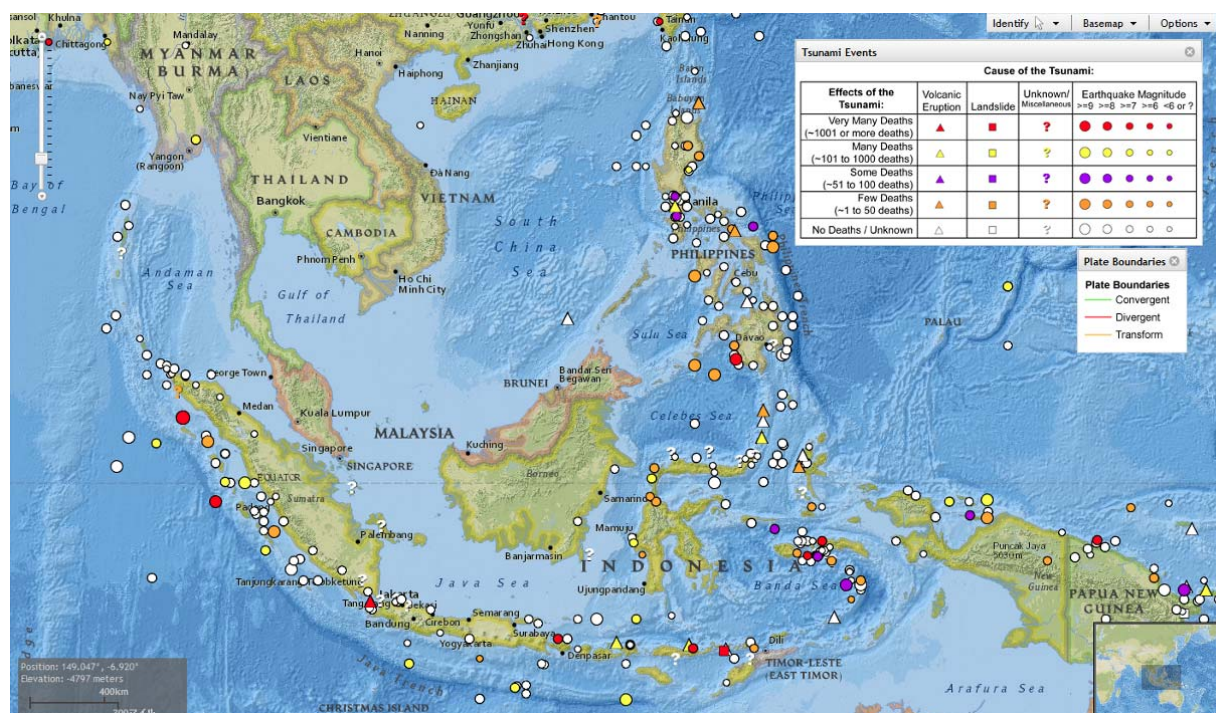 Identify
Basemap
Options
Tsunami Events
Cause of the Tsunami:
Effects of the Tsunami:
Volcanic Eruption
Landslide
Unknown/ Miscellaneous
Earthquake Magnitude
>=9 >=8 >=7 >=6 <6 or ?
Very Many Deaths
(~1001 or more deaths)
?
Many Deaths
(~101 to 1000 deaths)
?
Some Deaths
(~51 to 100 deaths)
?
Few Deaths
(~1 to 50 deaths)
?
No Deaths / Unknown
?
Plate Boundaries
Plate Boundaries
Convergent
Divergent
Transform
Khulna
Chittagong
Mandalay
MYANMAR
BURMA
Nay Pyi Taw
Yangon
(Rangoon)
Bay of
Bengal
LAOS
Hanoi
Haiphong
HAINAN
Nanning
Yunfu
Zhongshan
Shenzhen
Zhuhai
Hong Kong
Zhanjiang
Vientiane
THAILAND
Bangkok
Da Nang
VIETNAM
CAMBODIA
Phnom Penh
Ho Chi
Minh City
Andaman
Sea
Gulf of
Thailand
South
China
Sea
Babuyan
Islands
PHILIPPINES
Cebu
Sulu Sea
Davao
PALAU
George Town
Medan
Kuala Lumpur
MALAYSIA
Singapore
SINGAPORE
BRUNEI
Bandar Seri
Begawan
Kuching
Borneo
Celebes Sea
EQUATOR
Sumatra
Palembang
Banjarmasin
Mamuju
Ujungpandang
INDONESIA
Java Sea
Banda Sea
Bandung
Cirebon
Semarang
Surabaya
Yogyakarta
Denpasar
Java Trench
CHRISTMAS ISLAND
Dili
TIMOR-LESTE
(EAST TIMOR)
Arafura Sea
Puncak Jaya
5030 m
New
Guinea
PAPUA NEW
GUINEA
Position: 149.047°, -6.920°
Elevation: -4797 meters
400km